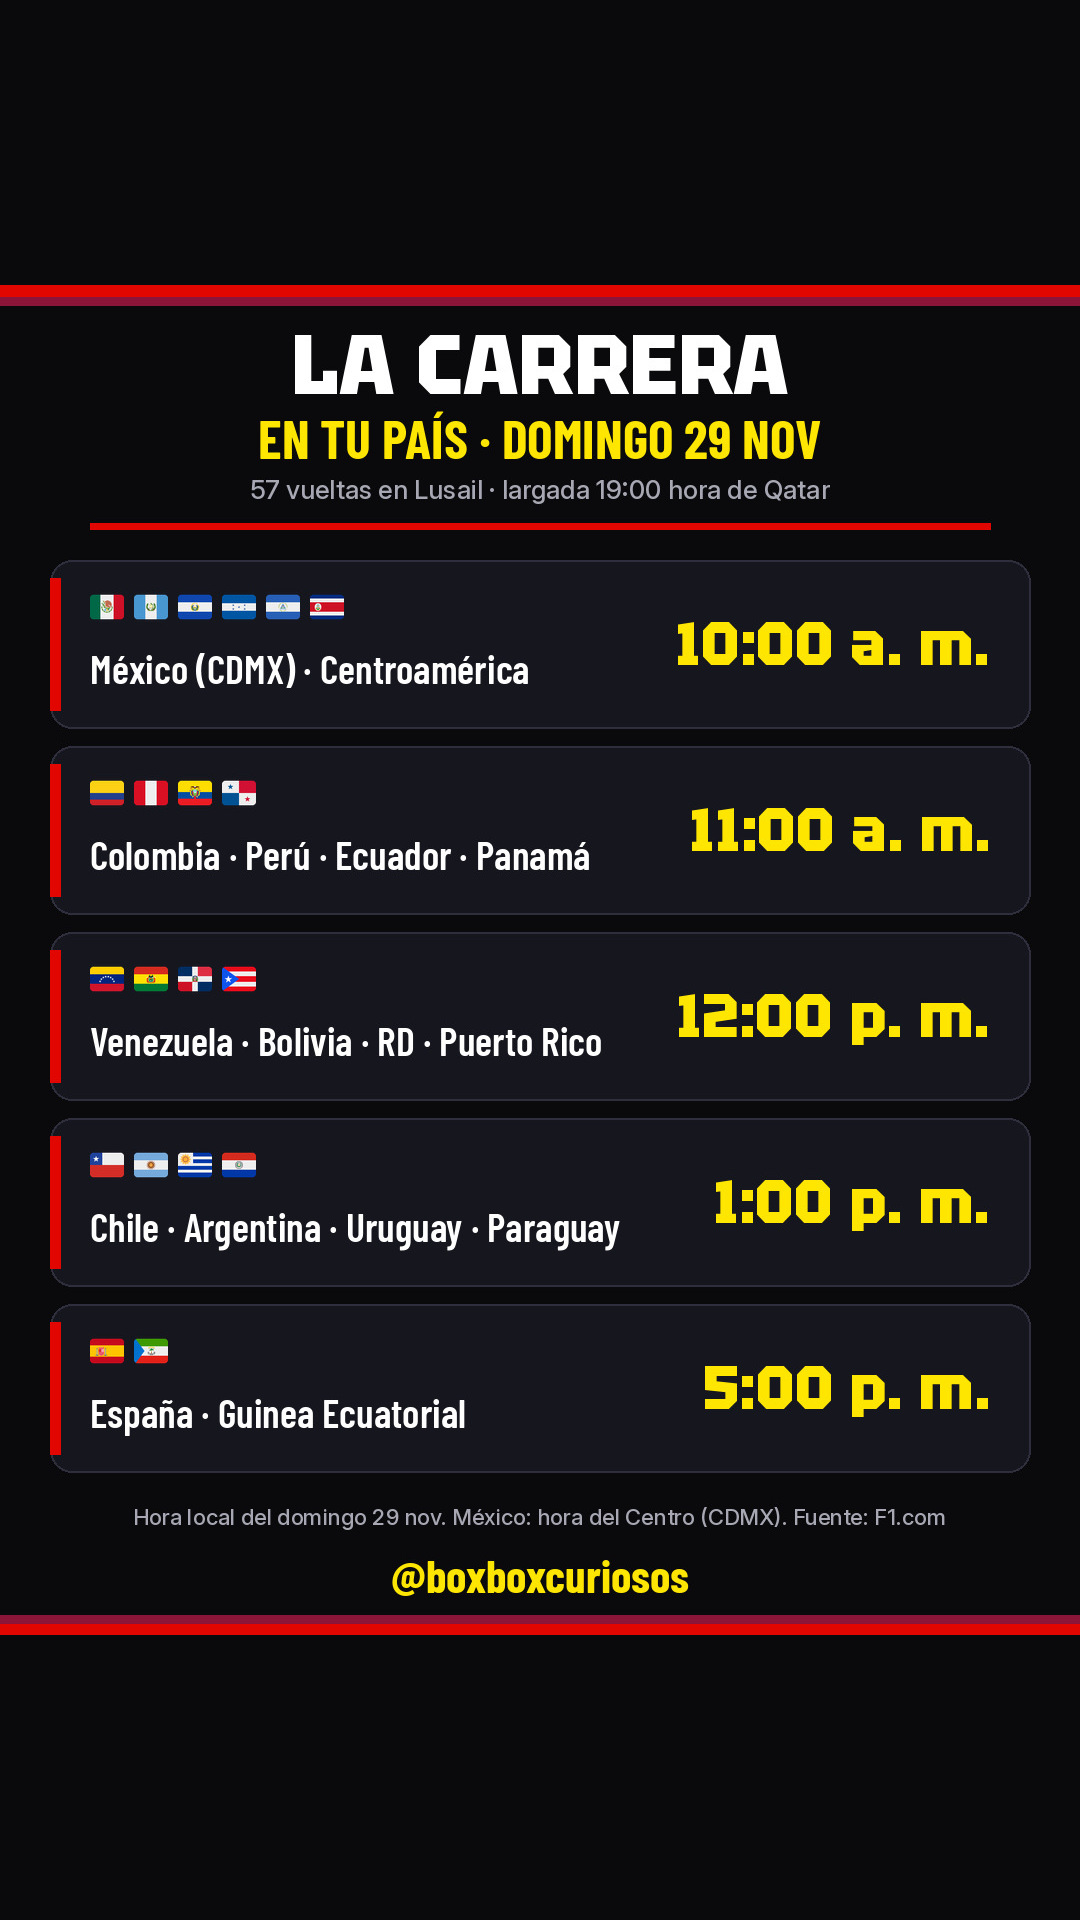 LA CARRERA
EN TU PAÍS · DOMINGO 29 NOV
57 vueltas en Lusail · largada 19:00 hora de Qatar
México (CDMX) · Centroamérica
10:00 a. m.
Colombia · Perú · Ecuador · Panamá
11:00 a. m.
Venezuela · Bolivia · RD · Puerto Rico
12:00 p. m.
Chile · Argentina · Uruguay · Paraguay
1:00 p. m.
España · Guinea Ecuatorial
5:00 p. m.
Hora local del domingo 29 nov. México: hora del Centro (CDMX). Fuente: F1.com
@boxboxcuriosos